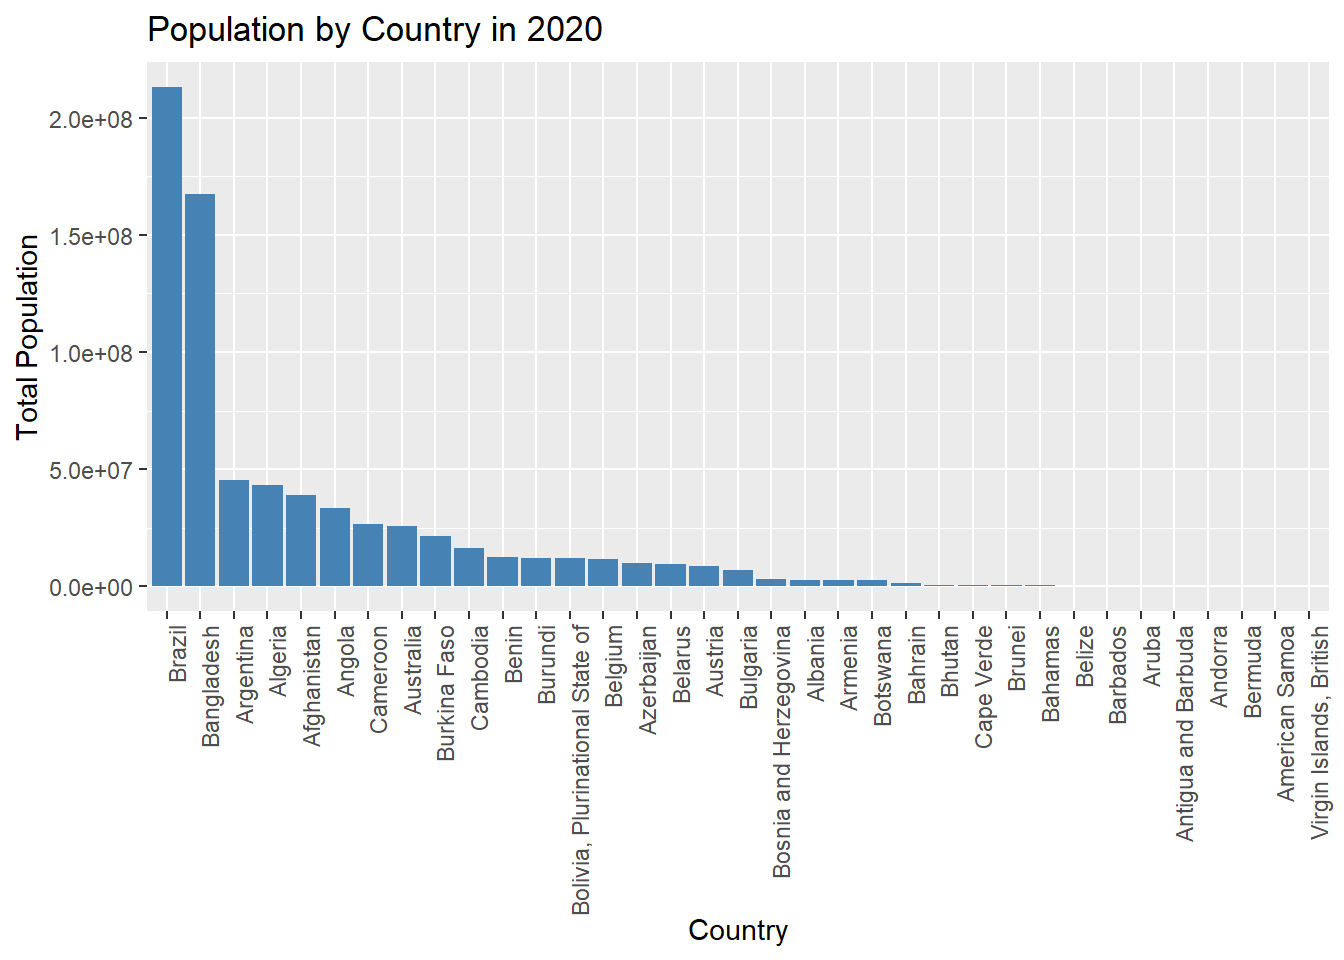 Population by Country in 2020
Total Population
2.0e+08
1.5e+08
1.0e+08
5.0e+07
0.0e+00
Brazil
Bangladesh
Argentina
Algeria
Afghanistan
Angola
Cameroon
Australia
Burkina Faso
Cambodia
Benin
Burundi
Bolivia, Plurinational State of
Belgium
Azerbaijan
Belarus
Austria
Bulgaria
Bosnia and Herzegovina
Albania
Armenia
Botswana
Bahrain
Bhutan
Cape Verde
Brunei
Bahamas
Belize
Barbados
Aruba
Antigua and Barbuda
Andorra
Bermuda
American Samoa
Virgin Islands, British
Country